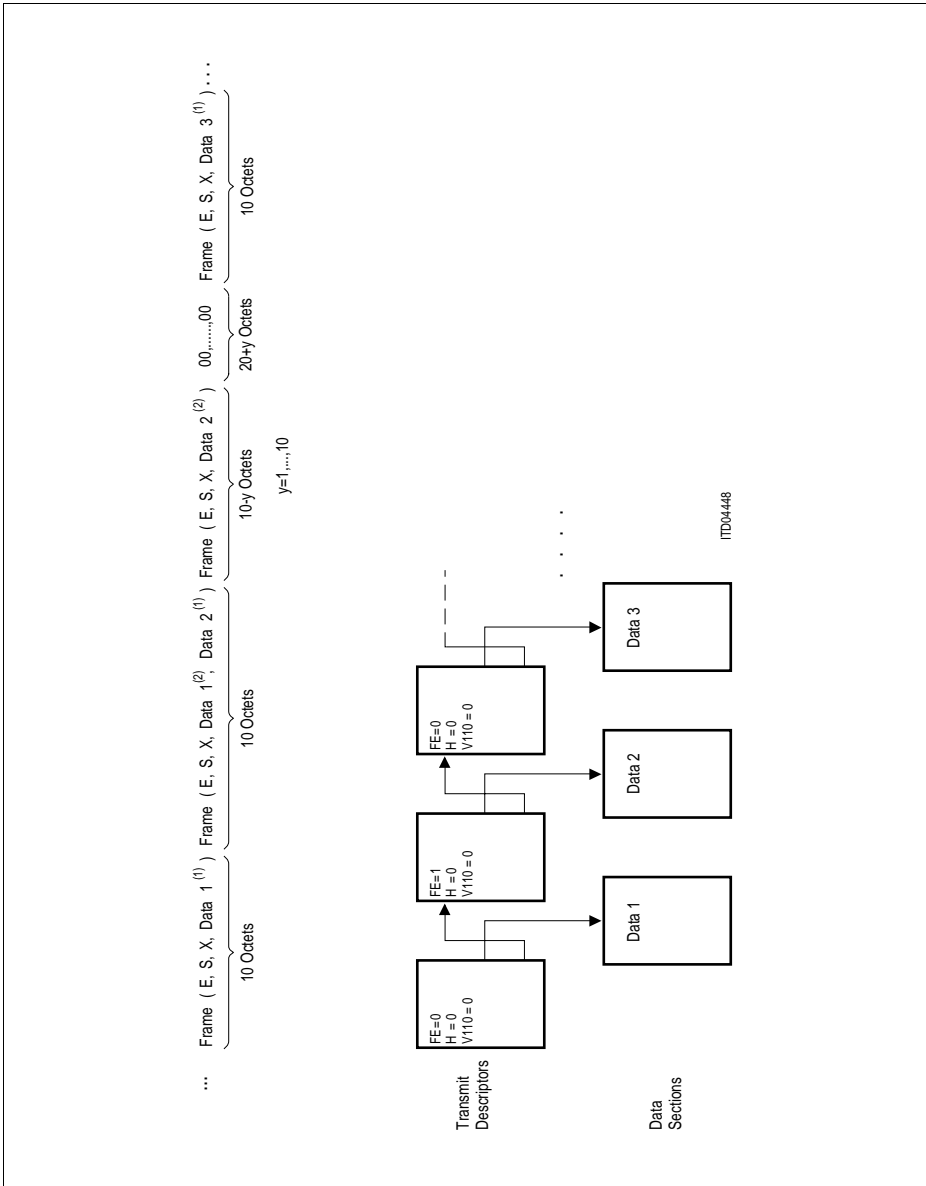 ... Frame ( E, S, X, Data 1 (1) ) Frame ( E, S, X, Data 1(2), Data 2 (1) ) Frame ( E, S, X, Data 2 (2) ) 00,......,00 Frame ( E, S, X, Data 3 (1) ) . . .
10 Octets 10 Octets 10-y Octets 20+y Octets 10 Octets
y=1,...,10
Transmit
Descriptors
FE=0
H = 0
V110 = 0
FE=1
H = 0
V110 = 0
FE=0
H = 0
V110 = 0
. . . .
Data
Sections
Data 1
Data 2
Data 3
ITD04448